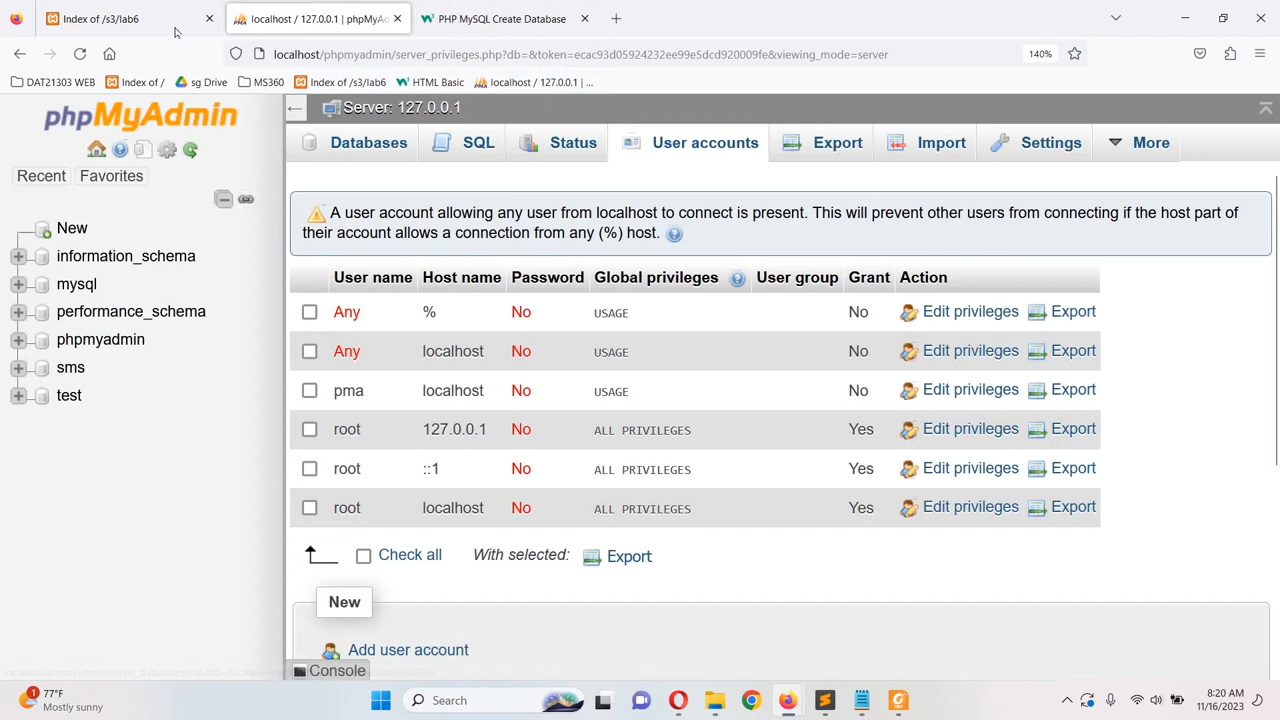 Index of /s3/lab6
localhost / 127.0.0.1 | phpMyAd
PHP MySQL Create Database
localhost/phpmyadmin/server_privileges.php?db=&token=ecac93d05924232ee99e5dcd920009fe&viewing_mode=server
140%
DAT21303 WEB
Index of /
sg Drive
MS360
Index of /s3/lab6
HTML Basic
localhost / 127.0.0.1 | ...
phpMyAdmin
Recent
Favorites
New
information_schema
mysql
performance_schema
phpmyadmin
sms
test
Server: 127.0.0.1
Databases
SQL
Status
User accounts
Export
Import
Settings
More
A user account allowing any user from localhost to connect is present. This will prevent other users from connecting if the host part of
their account allows a connection from any (%) host.
User name Host name Password Global privileges User group Grant Action
Any % No USAGE No Edit privileges Export
Any localhost No USAGE No Edit privileges Export
pma localhost No USAGE No Edit privileges Export
root 127.0.0.1 No ALL PRIVILEGES Yes Edit privileges Export
root ::1 No ALL PRIVILEGES Yes Edit privileges Export
root localhost No ALL PRIVILEGES Yes Edit privileges Export
Check all With selected: Export
New
Add user account
Console
1
77°F
Mostly sunny
Search
8:20 AM
11/16/2023